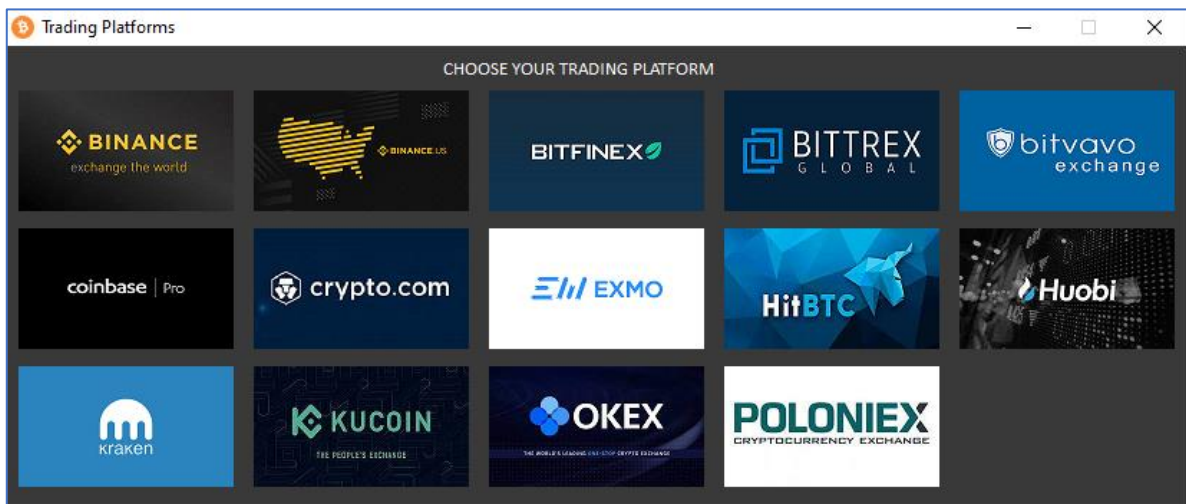 Trading Platforms
CHOOSE YOUR TRADING PLATFORM
BINANCE
exchange the world
BINANCE.US
BITFINEX
BITTREX
GLOBAL
bitvavo
exchange
coinbase | Pro
crypto.com
EXMO
HitBTC
Huobi
kraken
KUCOIN
THE PEOPLE'S EXCHANGE
OKEX
THE WORLD'S LEADING ONE-STOP CRYPTO EXCHANGE
POLONIEX
CRYPTOCURRENCY EXCHANGE